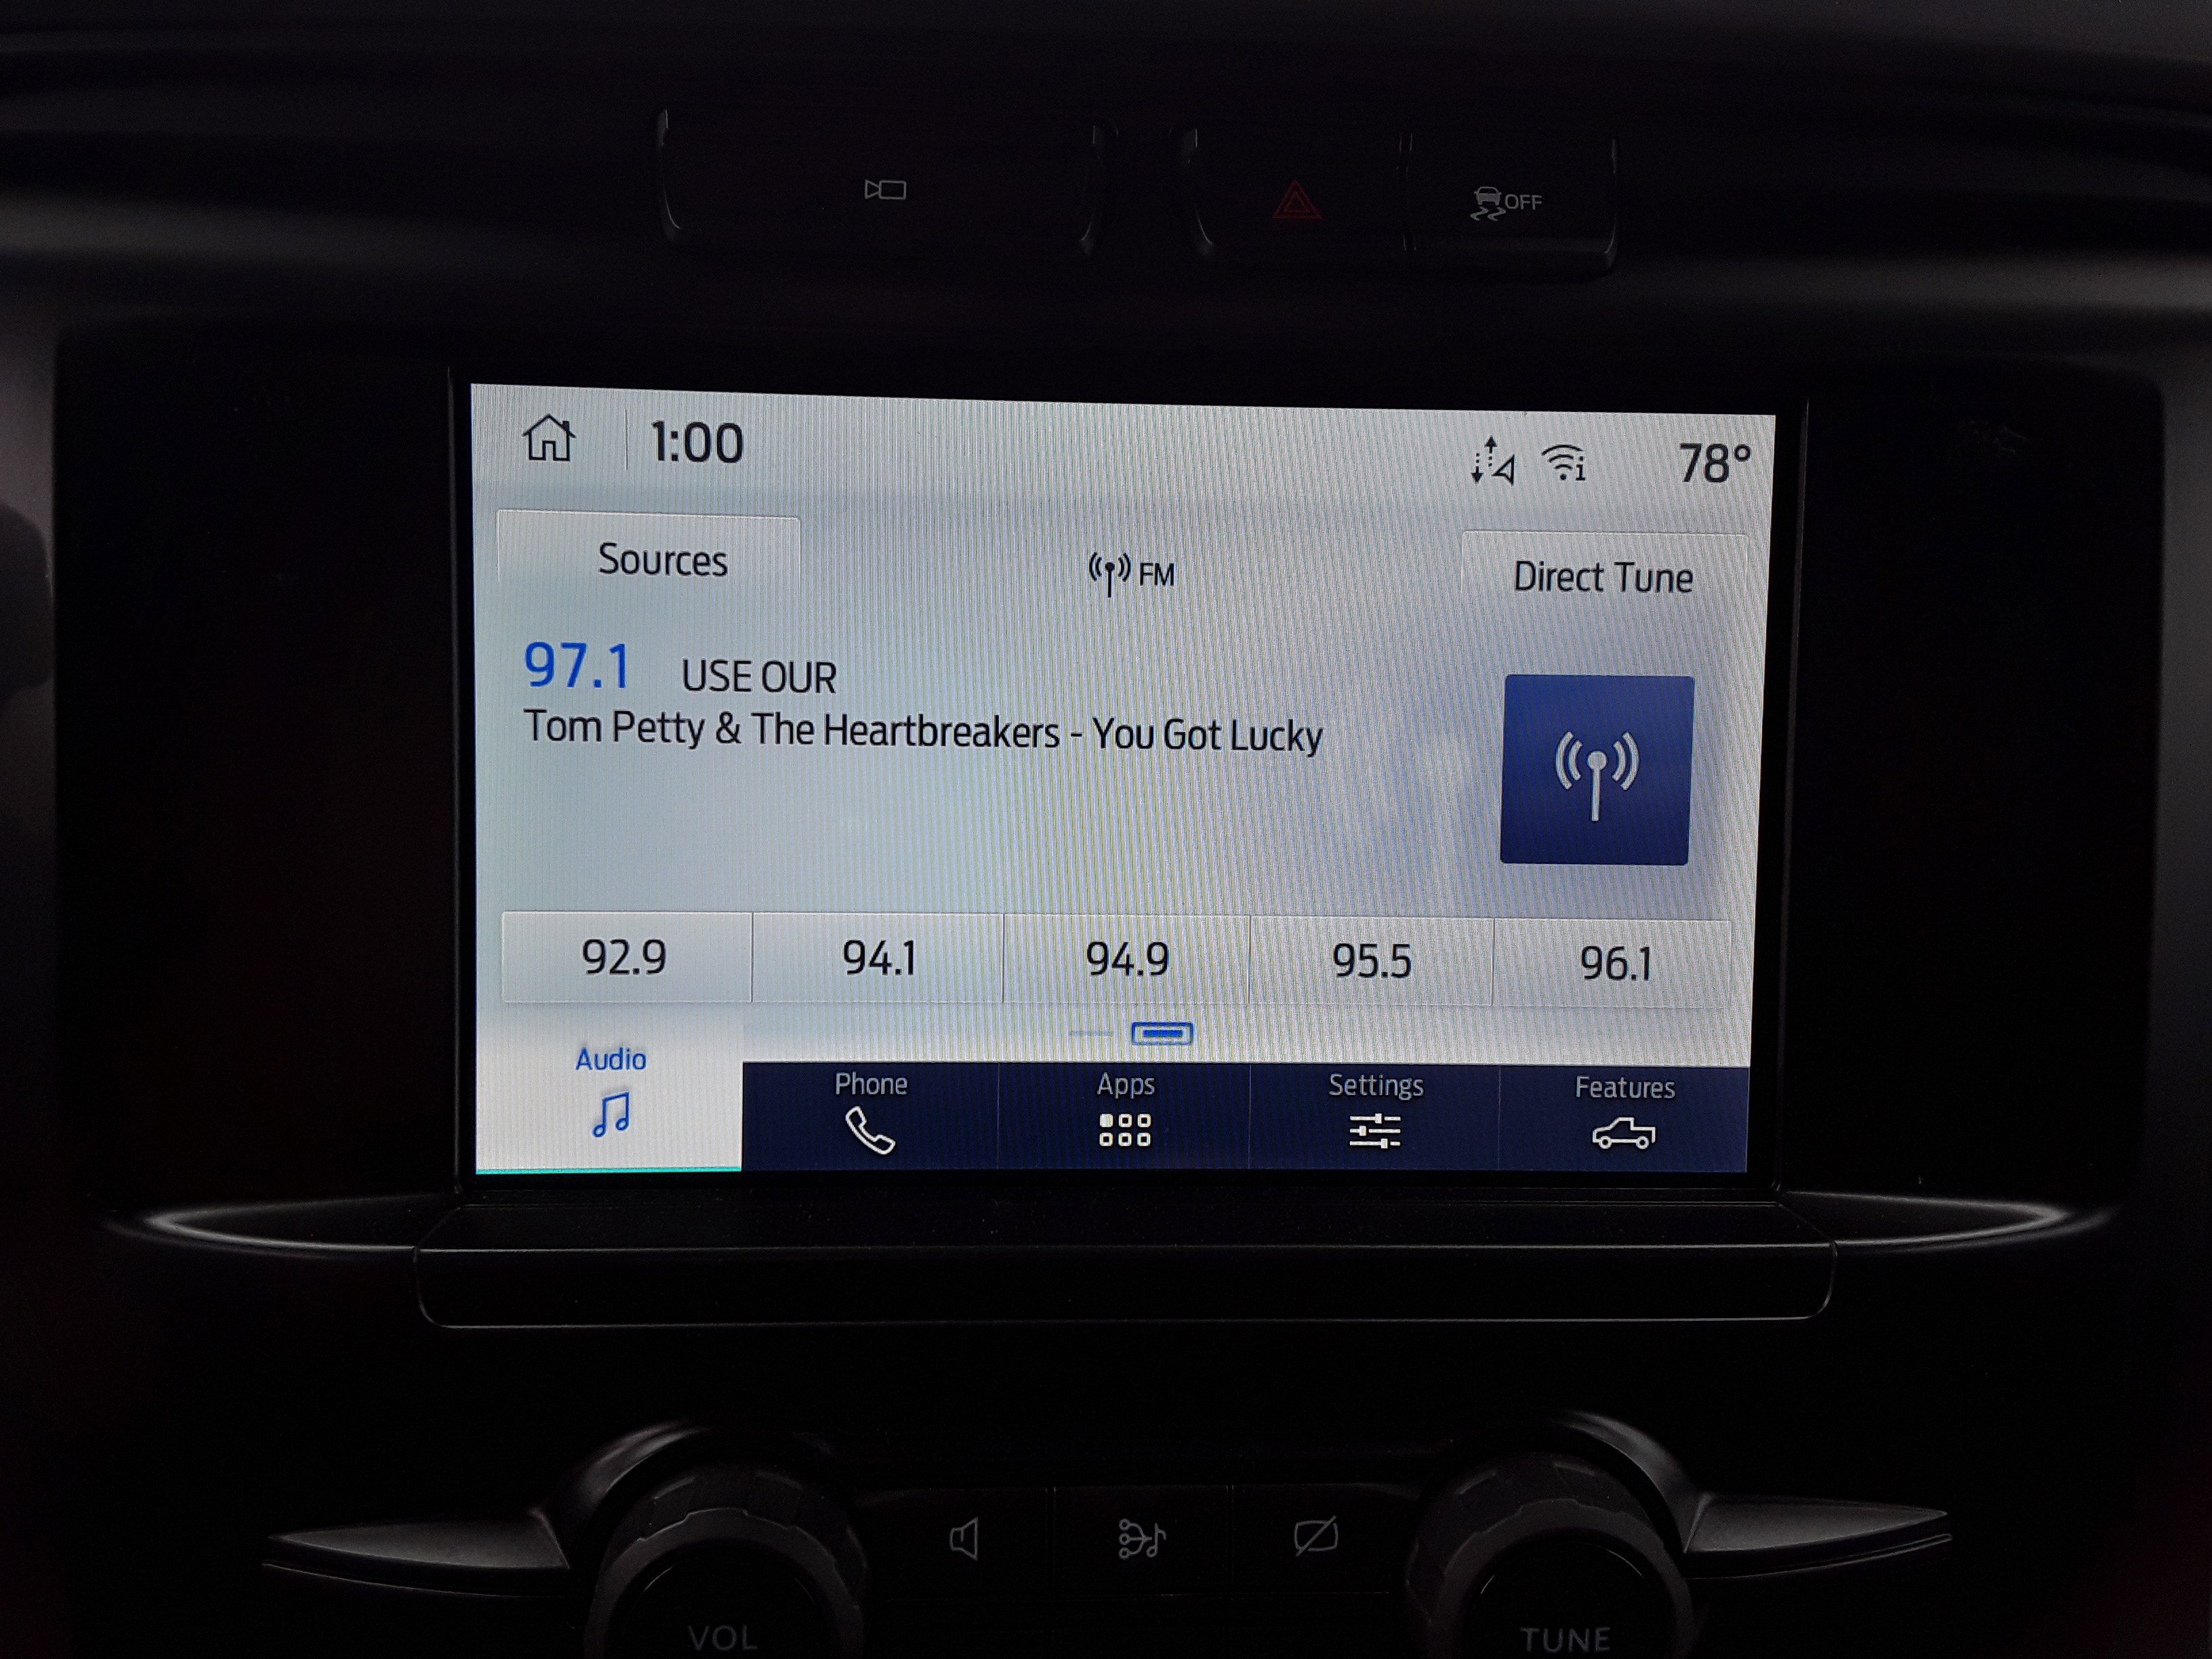 OFF
1:00 78°
Sources FM Direct Tune
97.1 USE OUR
Tom Petty & The Heartbreakers - You Got Lucky
92.9 94.1 94.9 95.5 96.1
Audio Phone Apps Settings Features
VOL TUNE